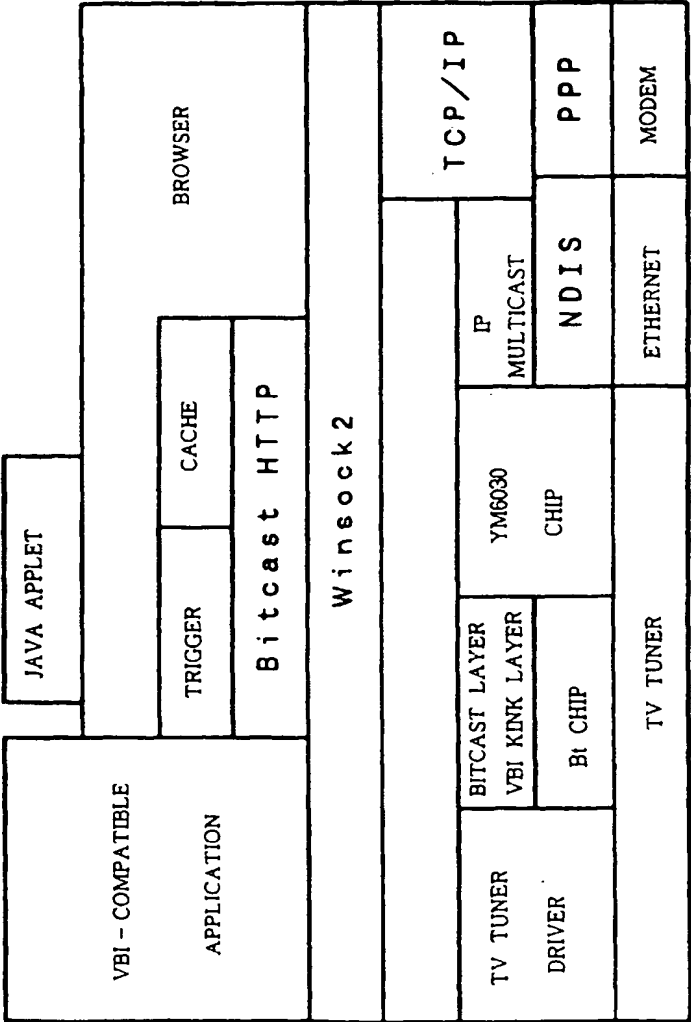 JAVA APPLET
VBI - COMPATIBLE
APPLICATION
BROWSER
TRIGGER
CACHE
Bitcast HTTP
Winsock2
TCP/IP
TV TUNER
DRIVER
BITCAST LAYER
VBI KINK LAYER
Bt CHIP
YM6030
CHIP
IP
MULTICAST
NDIS
PPP
TV TUNER
ETHERNET
MODEM